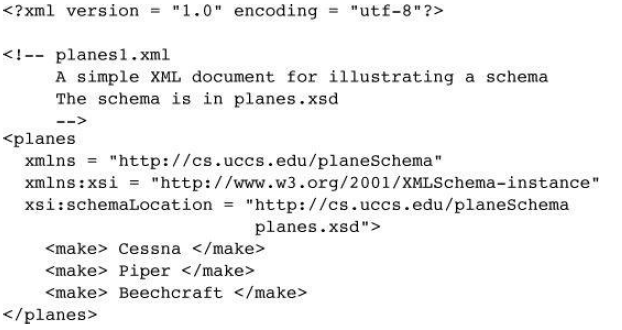 <?xml version = "1.0" encoding = "utf-8"?>
<!-- planes1.xml
A simple XML document for illustrating a schema
The schema is in planes.xsd
-->
<planes
xmlns = "http://cs.uccs.edu/planeSchema"
xmlns:xsi = "http://www.w3.org/2001/XMLSchema-instance"
xsi:schemaLocation = "http://cs.uccs.edu/planeSchema
planes.xsd">
<make> Cessna </make>
<make> Piper </make>
<make> Beechcraft </make>
</planes>